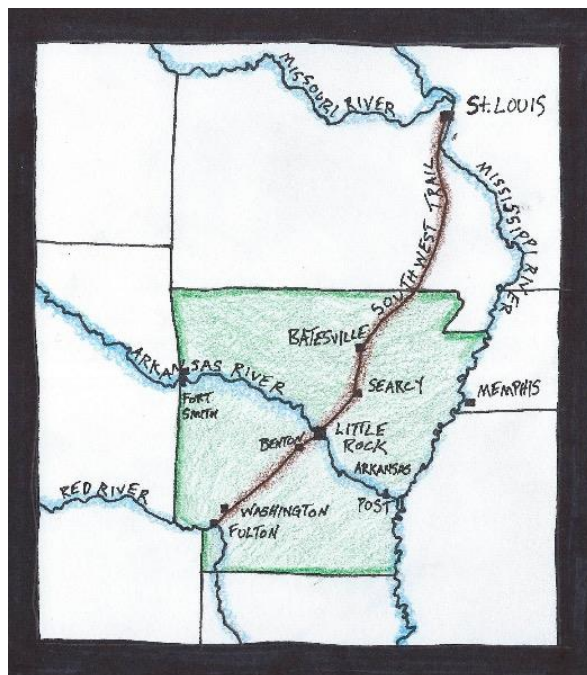 MISSOURI RIVER
St. LOUIS
MISSISSIPPI RIVER
SOUTHWEST TRAIL
BATESVILLE
ARKANSAS RIVER
FORT
SMITH
SEARCY
MEMPHIS
LITTLE
ROCK
BENTON
ARKANSAS
POST
RED RIVER
WASHINGTON
FULTON